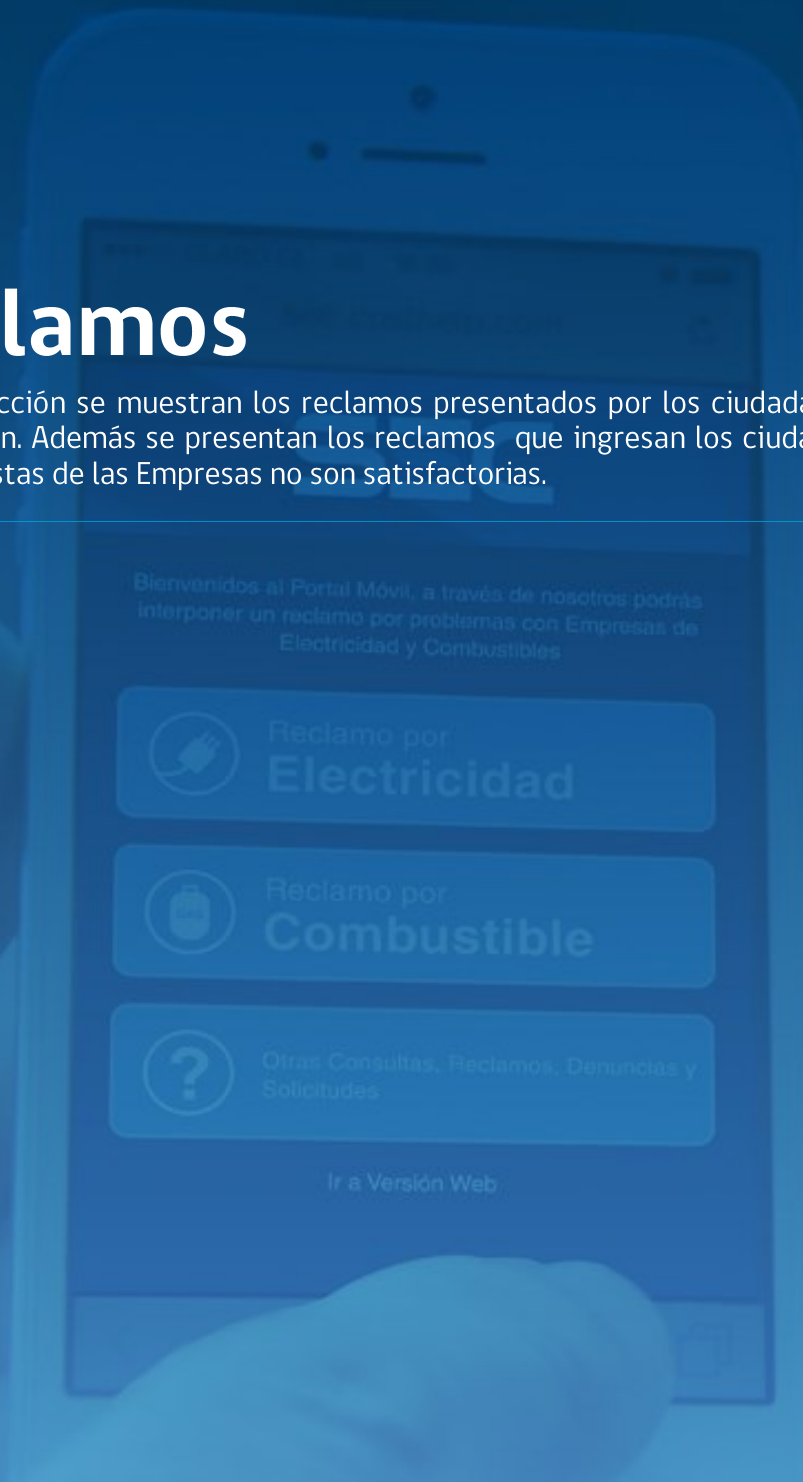 lamos
cción se muestran los reclamos presentados por los ciudada
n. Además se presentan los reclamos que ingresan los ciuda
stas de las Empresas no son satisfactorias.
SEC
Bienvenidos al Portal Móvil, a través de nosotros podrás
interponer un reclamo por problemas con Empresas de
Electricidad y Combustibles
Reclamo por
Electricidad
Reclamo por
Combustible
Otras Consultas, Reclamos, Denuncias y
Solicitudes
Ir a Versión Web